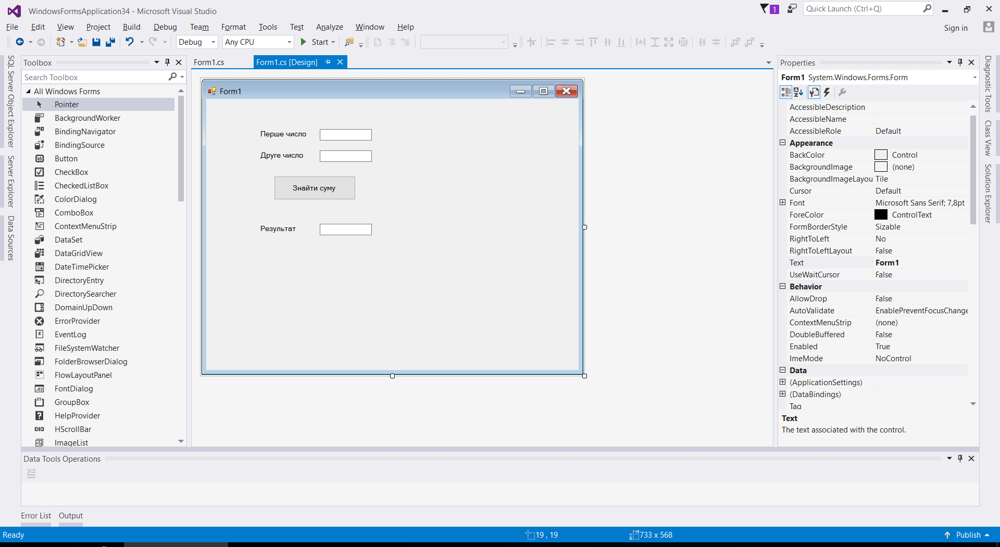 WindowsFormsApplication34 - Microsoft Visual Studio
1
Quick Launch (Ctrl+Q)
File Edit View Project Build Debug Team Format Tools Test Analyze Window Help
Sign in
Debug Any CPU Start
SQL Server Object Explorer
Server Explorer
Data Sources
Toolbox
Search Toolbox
All Windows Forms
Pointer
BackgroundWorker
BindingNavigator
BindingSource
Button
CheckBox
CheckedListBox
ColorDialog
ComboBox
ContextMenuStrip
DataSet
DataGridView
DateTimePicker
DirectoryEntry
DirectorySearcher
DomainUpDown
ErrorProvider
EventLog
FileSystemWatcher
FolderBrowserDialog
FlowLayoutPanel
FontDialog
GroupBox
HelpProvider
HScrollBar
ImageList
Form1.cs Form1.cs [Design]
Form1
Перше число
Друге число
Знайти суму
Результат
Properties
Form1 System.Windows.Forms.Form
AccessibleDescription
AccessibleName
AccessibleRole Default
Appearance
BackColor Control
BackgroundImage (none)
BackgroundImageLayou Tile
Cursor Default
Font Microsoft Sans Serif; 7,8pt
ForeColor ControlText
FormBorderStyle Sizable
RightToLeft No
RightToLeftLayout False
Text Form1
UseWaitCursor False
Behavior
AllowDrop False
AutoValidate EnablePreventFocusChange
ContextMenuStrip (none)
DoubleBuffered False
Enabled True
ImeMode NoControl
Data
(ApplicationSettings)
(DataBindings)
Tag
Text
The text associated with the control.
Diagnostic Tools
Class View
Solution Explorer
Data Tools Operations
Error List Output
Ready
19 , 19
733 x 568
Publish